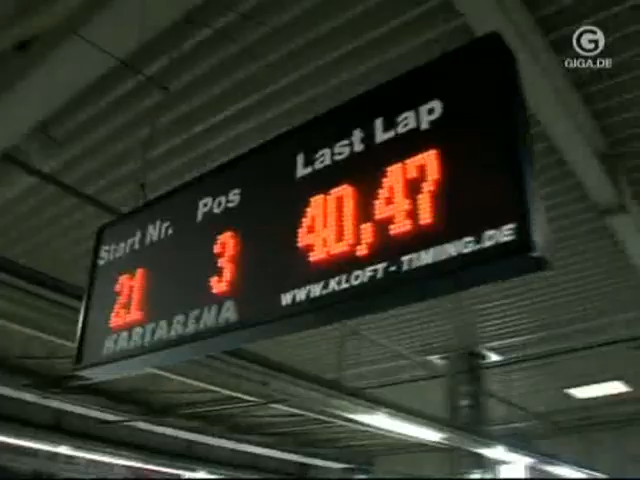 G
GIGA.DE
Last Lap
Pos
Start Nr.
40,47
3
21
WWW.KLOFT-TIMING.DE
KARTARENA